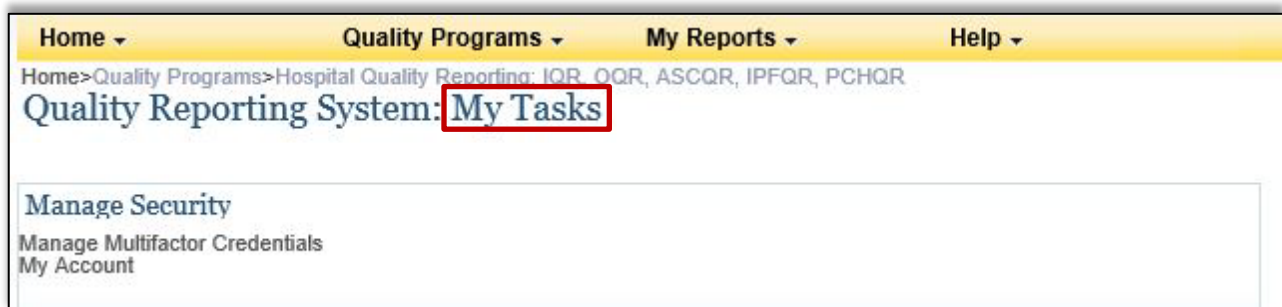 Home Quality Programs My Reports Help
Home>Quality Programs>Hospital Quality Reporting: IQR, OQR, ASCQR, IPFQR, PCHQR
Quality Reporting System: My Tasks
Manage Security
Manage Multifactor Credentials
My Account